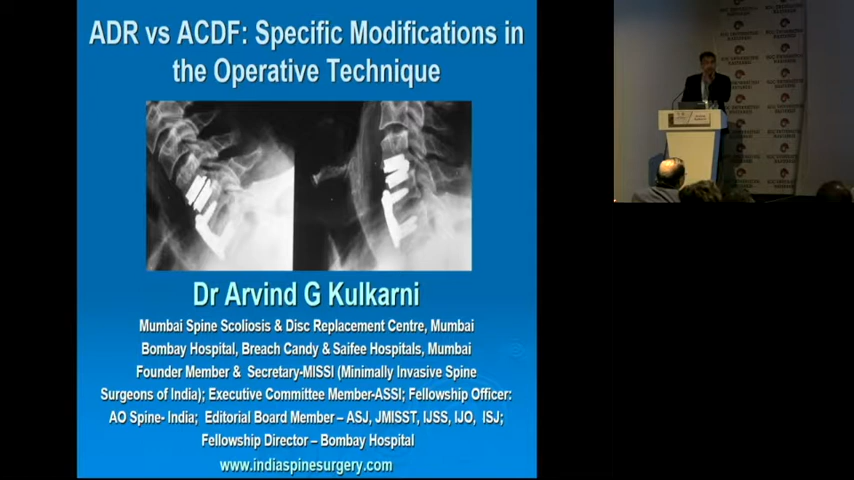 ADR vs ACDF: Specific Modifications in
the Operative Technique
Dr Arvind G Kulkarni
Mumbai Spine Scoliosis & Disc Replacement Centre, Mumbai
Bombay Hospital, Breach Candy & Saifee Hospitals, Mumbai
Founder Member & Secretary-MISSI (Minimally Invasive Spine
Surgeons of India); Executive Committee Member-ASSI; Fellowship Officer:
AO Spine- India; Editorial Board Member – ASJ, JMISST, IJSS, IJO, ISJ;
Fellowship Director – Bombay Hospital
www.indiaspinesurgery.com